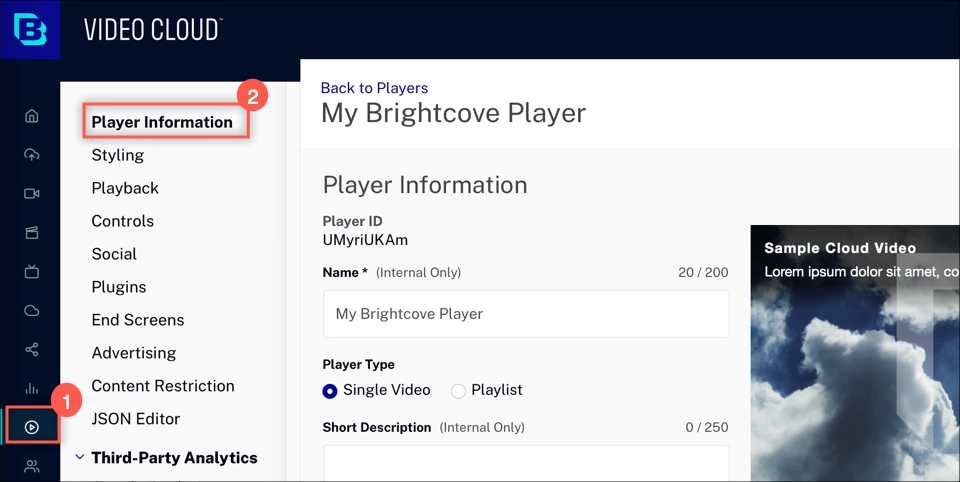 VIDEO CLOUD™
2
Player Information
Styling
Playback
Controls
Social
Plugins
End Screens
Advertising
Content Restriction
1
JSON Editor
Third-Party Analytics
Back to Players
My Brightcove Player
Player Information
Player ID
UMyriUKAm
Name * (Internal Only) 20 / 200
My Brightcove Player
Player Type
Single Video Playlist
Short Description (Internal Only) 0 / 250
Sample Cloud Video
Lorem ipsum dolor sit amet, co